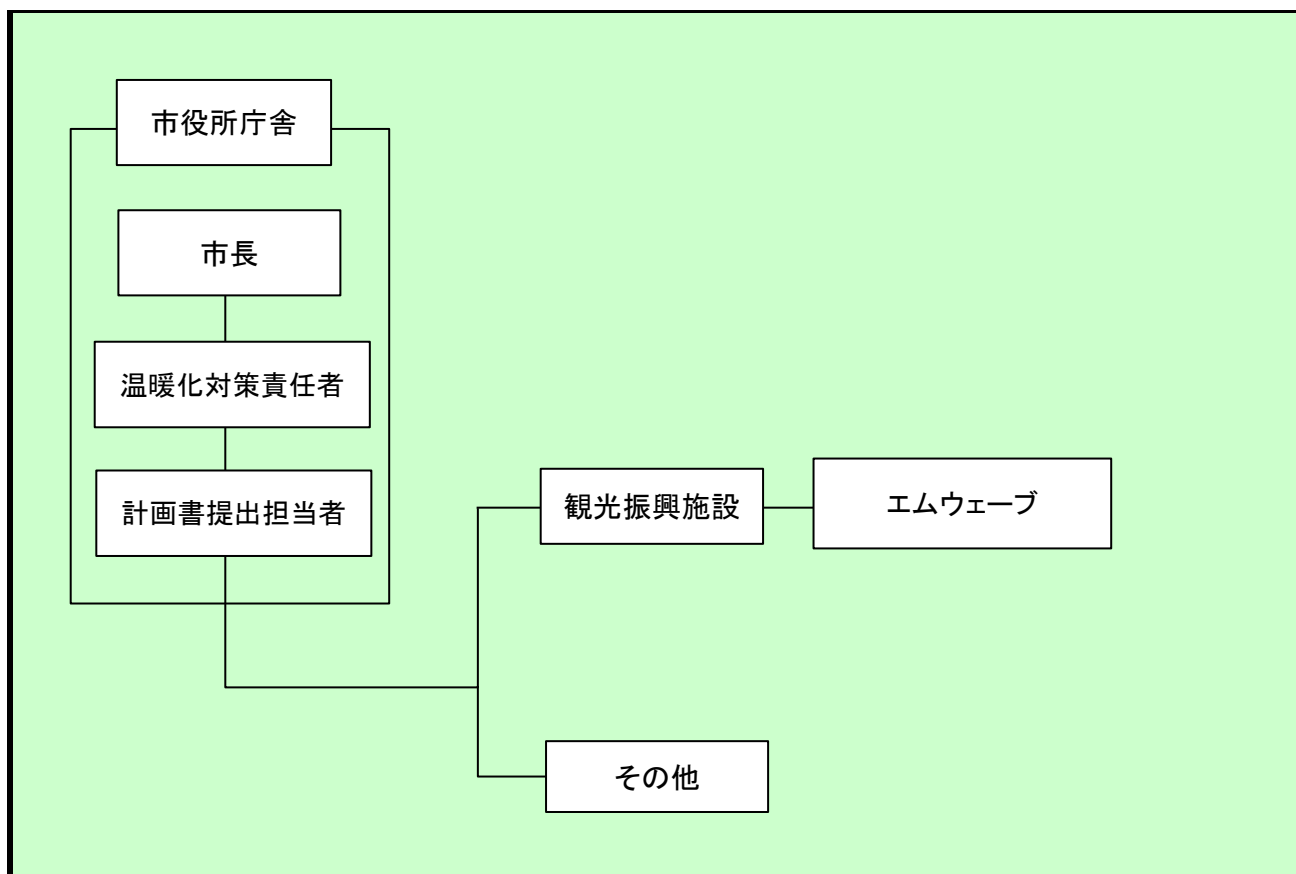 市役所庁舎
市長
温暖化対策責任者
計画書提出担当者
観光振興施設
エムウェーブ
その他